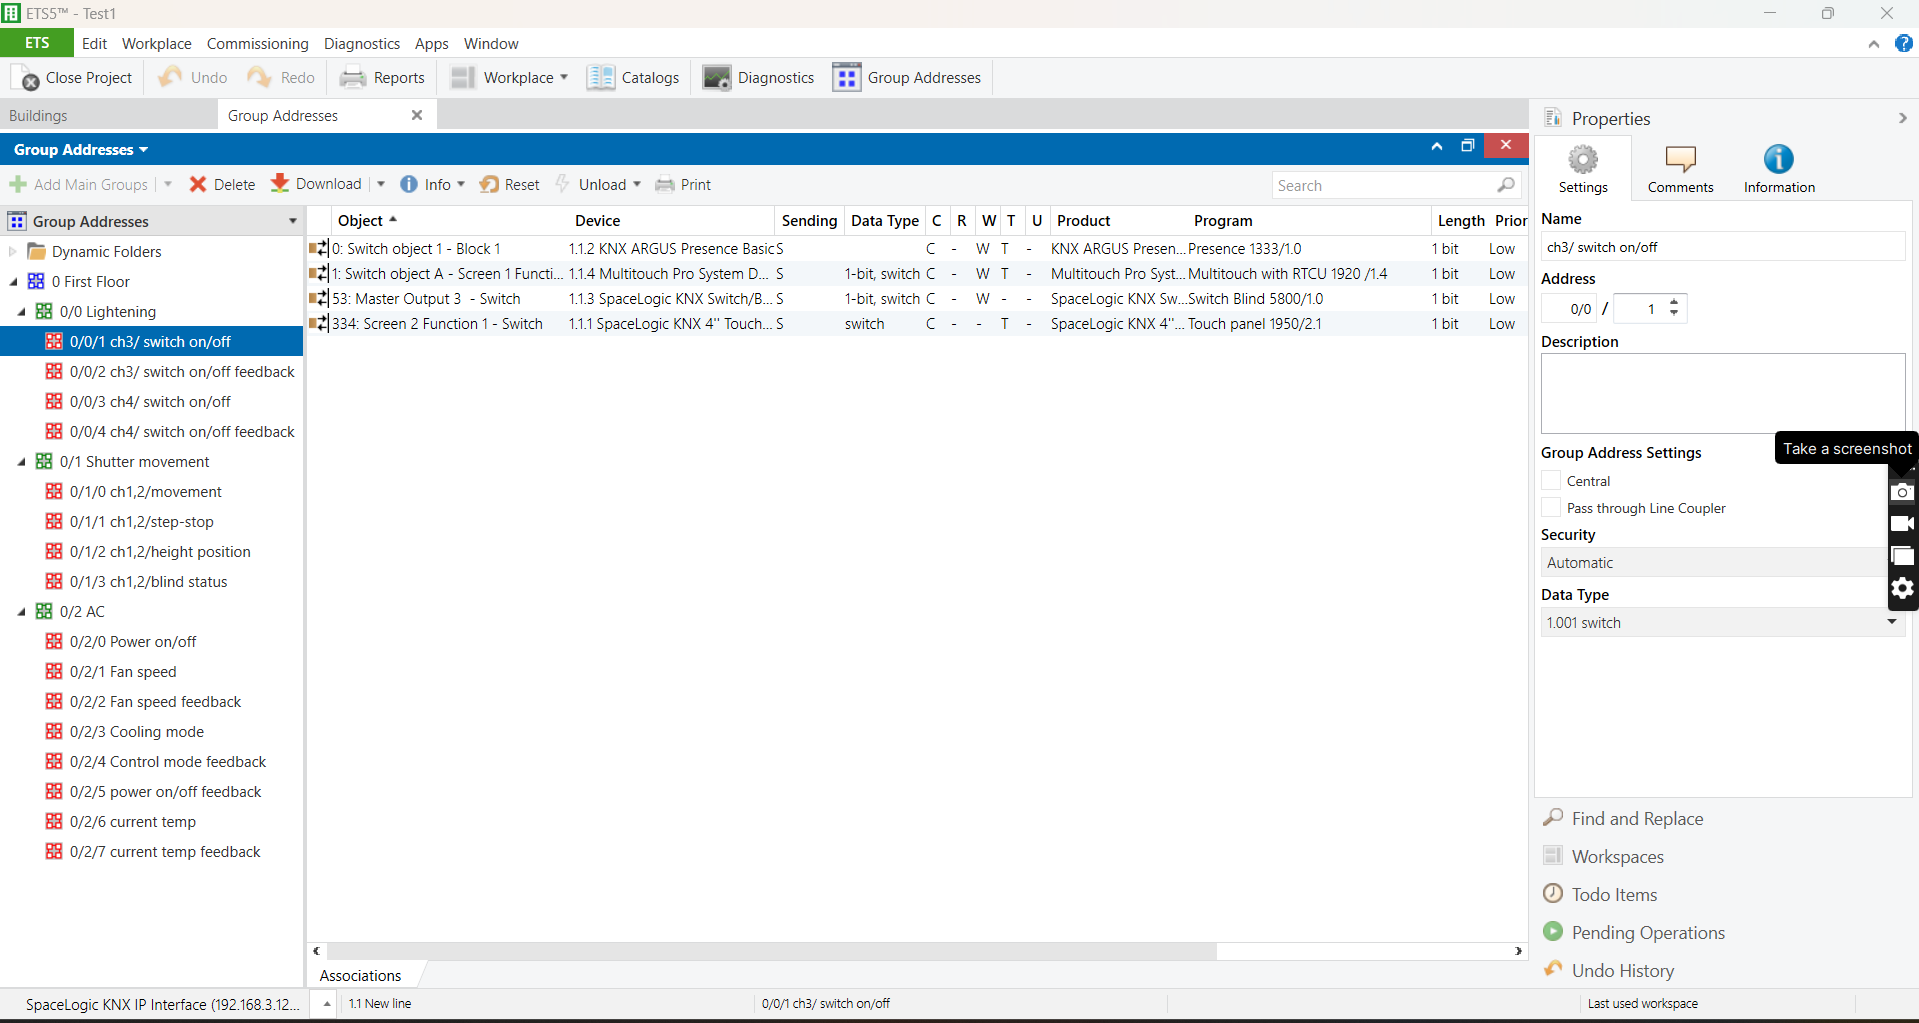 ETS5™ - Test1
ETS Edit Workplace Commissioning Diagnostics Apps Window
Close Project Undo Redo Reports Workplace Catalogs Diagnostics Group Addresses
Buildings Group Addresses
Group Addresses
Add Main Groups Delete Download Info Reset Unload Print Search
Group Addresses
Dynamic Folders
0 First Floor
0/0 Lightening
0/0/1 ch3/ switch on/off
0/0/2 ch3/ switch on/off feedback
0/0/3 ch4/ switch on/off
0/0/4 ch4/ switch on/off feedback
0/1 Shutter movement
0/1/0 ch1,2/movement
0/1/1 ch1,2/step-stop
0/1/2 ch1,2/height position
0/1/3 ch1,2/blind status
0/2 AC
0/2/0 Power on/off
0/2/1 Fan speed
0/2/2 Fan speed feedback
0/2/3 Cooling mode
0/2/4 Control mode feedback
0/2/5 power on/off feedback
0/2/6 current temp
0/2/7 current temp feedback
Object Device Sending Data Type C R W T U Product Program Length Prior
0: Switch object 1 - Block 1 1.1.2 KNX ARGUS Presence Basic S C - W T - KNX ARGUS Presen... Presence 1333/1.0 1 bit Low
1: Switch object A - Screen 1 Functi... 1.1.4 Multitouch Pro System D... S 1-bit, switch C - W T - Multitouch Pro Syst... Multitouch with RTCU 1920 /1.4 1 bit Low
53: Master Output 3 - Switch 1.1.3 SpaceLogic KNX Switch/B... S 1-bit, switch C - W - - SpaceLogic KNX Sw... Switch Blind 5800/1.0 1 bit Low
334: Screen 2 Function 1 - Switch 1.1.1 SpaceLogic KNX 4" Touch... S switch C - - T - SpaceLogic KNX 4"... Touch panel 1950/2.1 1 bit Low
Associations
Properties
Settings Comments Information
Name
ch3/ switch on/off
Address
0/0 / 1
Description
Take a screenshot
Group Address Settings
Central
Pass through Line Coupler
Security
Automatic
Data Type
1.001 switch
Find and Replace
Workspaces
Todo Items
Pending Operations
Undo History
SpaceLogic KNX IP Interface (192.168.3.12... 1.1 New line 0/0/1 ch3/ switch on/off Last used workspace